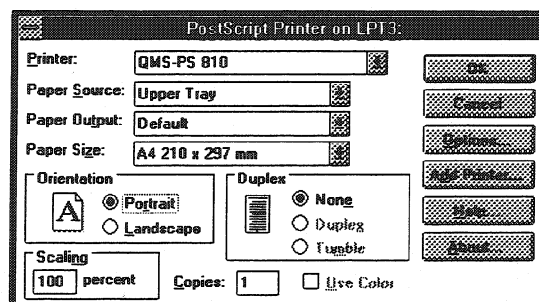 PostScript Printer on LPT3:
Printer: QMS-PS 810
OK
Paper Source: Upper Tray
Cancel
Paper Output: Default
Options...
Paper Size: A4 210 x 297 mm
Add Printer...
Orientation
Duplex
A
Portrait
None
Help...
Landscape
Duplex
Tumble
About...
Scaling
100 percent
Copies: 1
Use Color